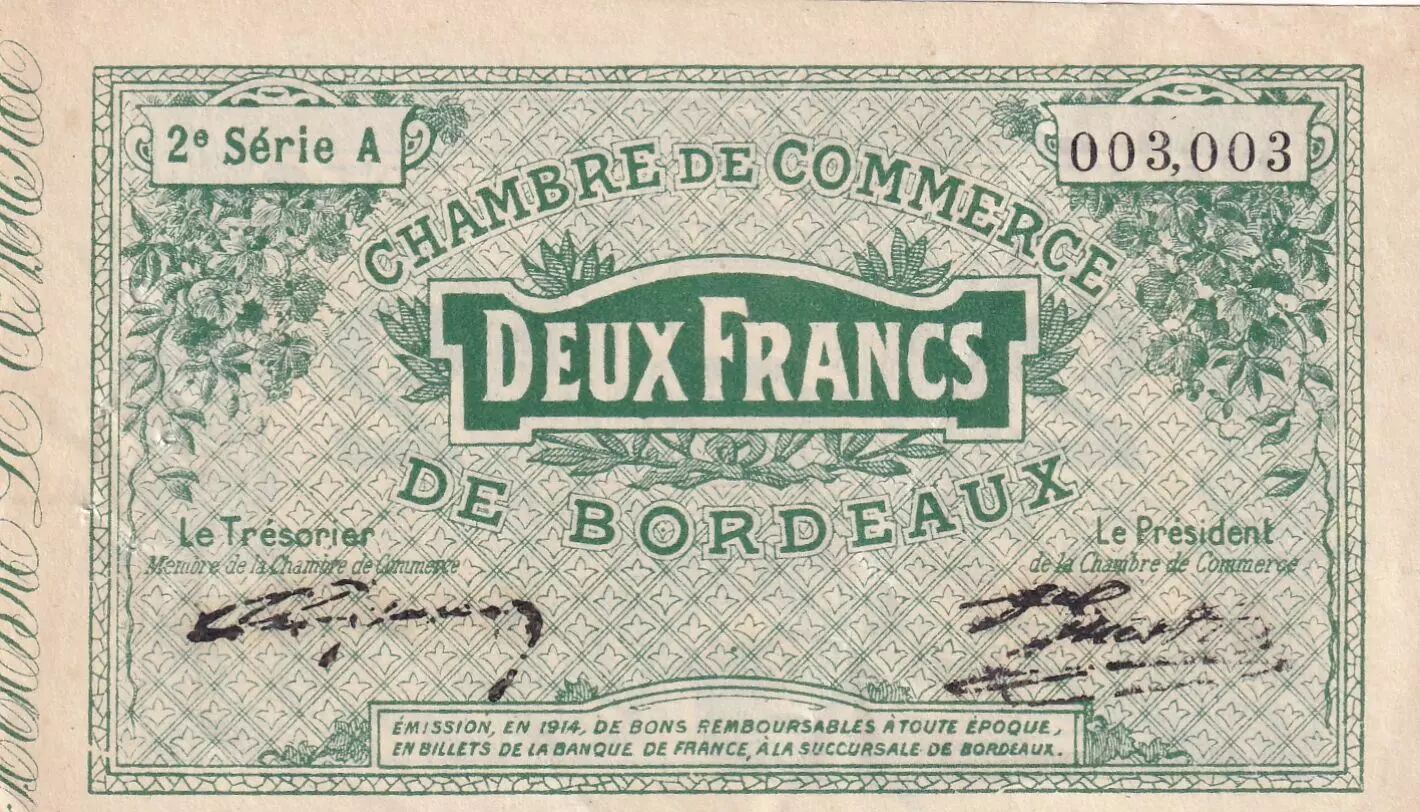 2e Série A
003,003
CHAMBRE DE COMMERCE
DEUX FRANCS
DE BORDEAUX
Le Trésorier
Membre de la Chambre de Commerce
Le Président
de la Chambre de Commerce
ÉMISSION, EN 1914, DE BONS REMBOURSABLES À TOUTE ÉPOQUE,
EN BILLETS DE LA BANQUE DE FRANCE, À LA SUCCURSALE DE BORDEAUX.